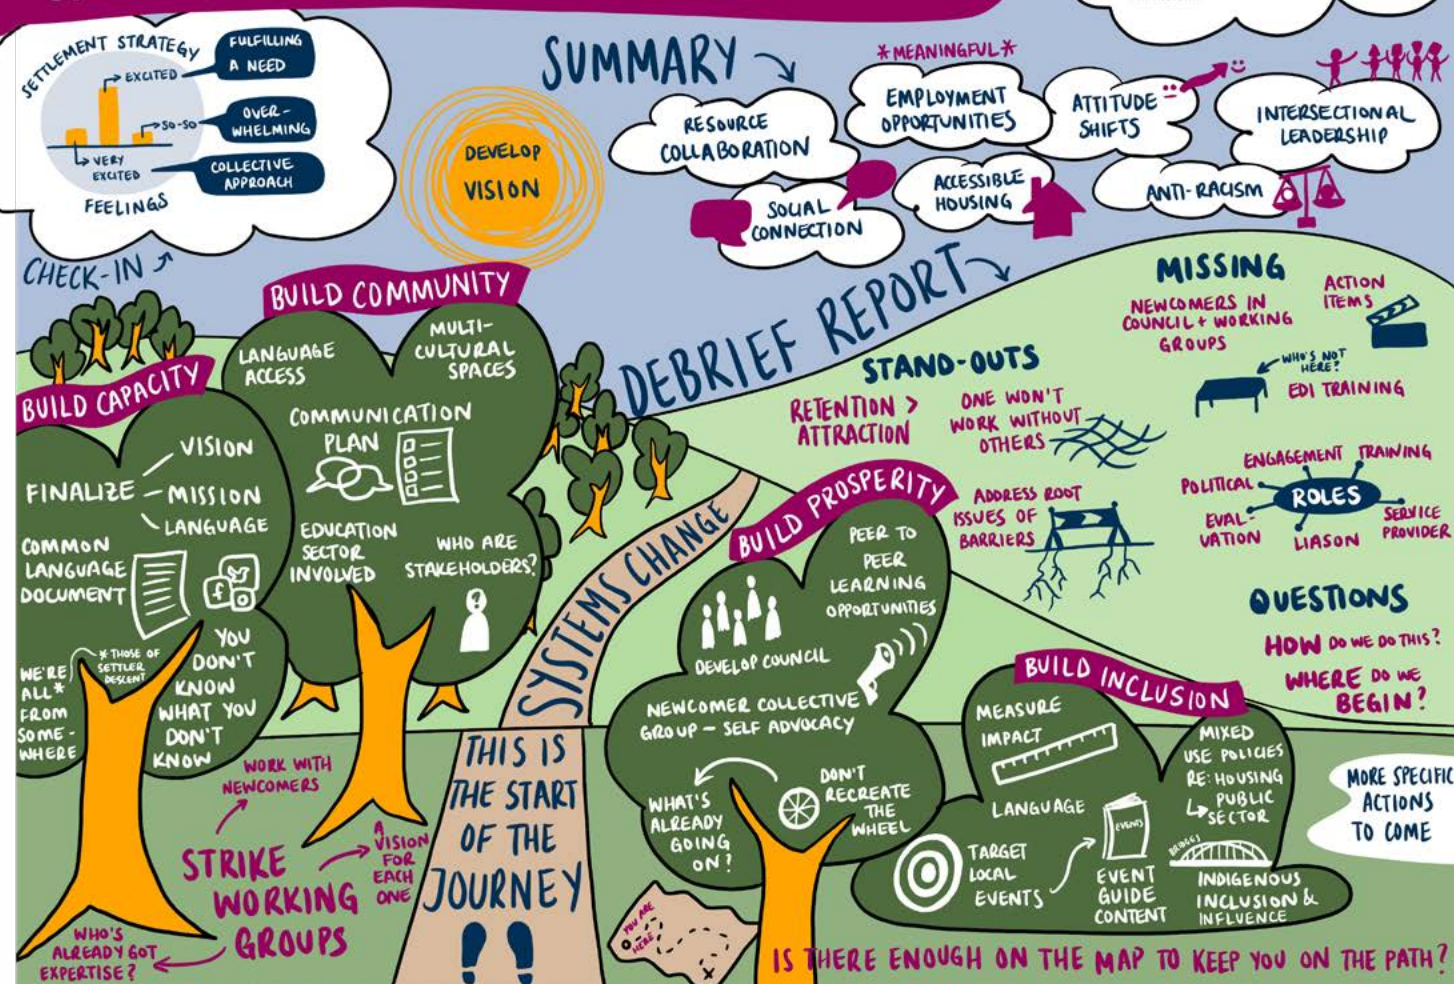 SETTLEMENT STRATEGY
EXCITED
SO-SO
VERY
EXCITED
FEELINGS
FULFILLING
A NEED
OVER-
WHELMING
COLLECTIVE
APPROACH
CHECK-IN
DEVELOP
VISION
SUMMARY
RESOURCE
COLLABORATION
*MEANINGFUL*
EMPLOYMENT
OPPORTUNITIES
ATTITUDE
SHIFTS
INTERSECTIONAL
LEADERSHIP
SOCIAL
CONNECTION
ACCESSIBLE
HOUSING
ANTI-RACISM
BUILD CAPACITY
FINALIZE
VISION
MISSION
LANGUAGE
COMMON
LANGUAGE
DOCUMENT
WE'RE
ALL*
FROM
SOME-
WHERE
* THOSE OF
SETTLER
DESCENT
YOU
DON'T
KNOW
WHAT YOU
DON'T
KNOW
BUILD COMMUNITY
LANGUAGE
ACCESS
MULTI-
CULTURAL
SPACES
COMMUNICATION
PLAN
EDUCATION
SECTOR
INVOLVED
WHO ARE
STAKEHOLDERS?
?
DEBRIEF REPORT
STAND-OUTS
RETENTION >
ATTRACTION
ONE WON'T
WORK WITHOUT
OTHERS
ADDRESS ROOT
ISSUES OF
BARRIERS
MISSING
NEWCOMERS IN
COUNCIL + WORKING
GROUPS
ACTION
ITEMS
WHO'S NOT
HERE?
EDI TRAINING
ROLES
ENGAGEMENT
TRAINING
POLITICAL
EVAL-
VATION
LIASON
SERVICE
PROVIDER
QUESTIONS
HOW DO WE DO THIS?
WHERE DO WE
BEGIN?
SYSTEMS CHANGE
THIS IS
THE START
OF THE
JOURNEY
BUILD PROSPERITY
PEER TO
PEER
LEARNING
OPPORTUNITIES
DEVELOP COUNCIL
NEWCOMER COLLECTIVE
GROUP - SELF ADVOCACY
WHAT'S
ALREADY
GOING
ON?
DON'T
RECREATE
THE
WHEEL
BUILD INCLUSION
MEASURE
IMPACT
LANGUAGE
TARGET
LOCAL
EVENTS
EVENTS
EVENT
GUIDE
CONTENT
MIXED
USE POLICIES
RE: HOUSING
PUBLIC
SECTOR
BRIDGES
INDIGENOUS
INCLUSION &
INFLUENCE
MORE SPECIFIC
ACTIONS
TO COME
STRIKE
WORKING
GROUPS
WORK WITH
NEWCOMERS
A
VISION
FOR
EACH
ONE
WHO'S
ALREADY GOT
EXPERTISE?
YOU ARE
HERE
IS THERE ENOUGH ON THE MAP TO KEEP YOU ON THE PATH?